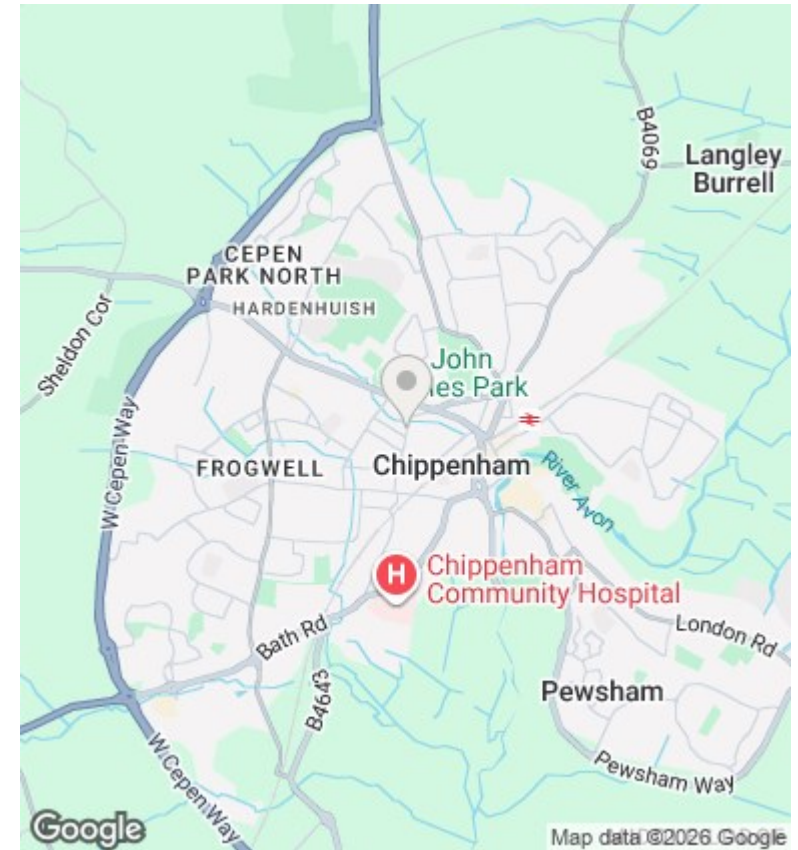 B4069
Langley
Burrell
CEPEN
PARK NORTH
HARDENHUISH
Sheldon Cor
John
les Park
W Cepen Way
FROGWELL
Chippenham
River Avon
H
Chippenham
Community Hospital
Bath Rd
London Rd
B4643
Pewsham
W Cepen Way
Pewsham Way
Google
Map data ©2026 Google